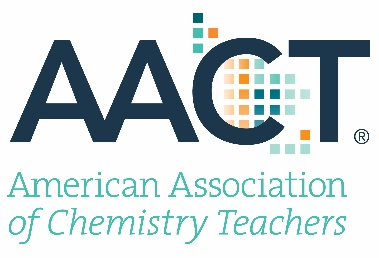 AACT®
American Association
of Chemistry Teachers